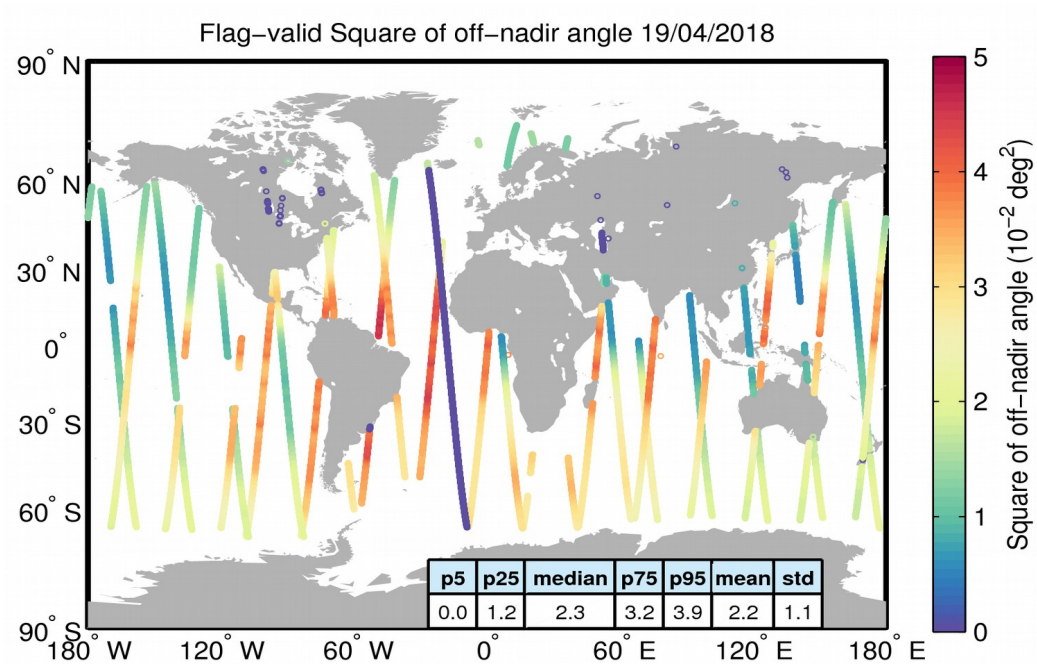 Flag−valid Square of off−nadir angle 19/04/2018
90° N
60° N
30° N
0°
30° S
60° S
90° S
180° W
120° W
60° W
0°
60° E
120° E
180° E
p5 p25 median p75 p95 mean std
0.0 1.2 2.3 3.2 3.9 2.2 1.1
5
4
3
2
1
0
Square of off−nadir angle (10⁻² deg²)